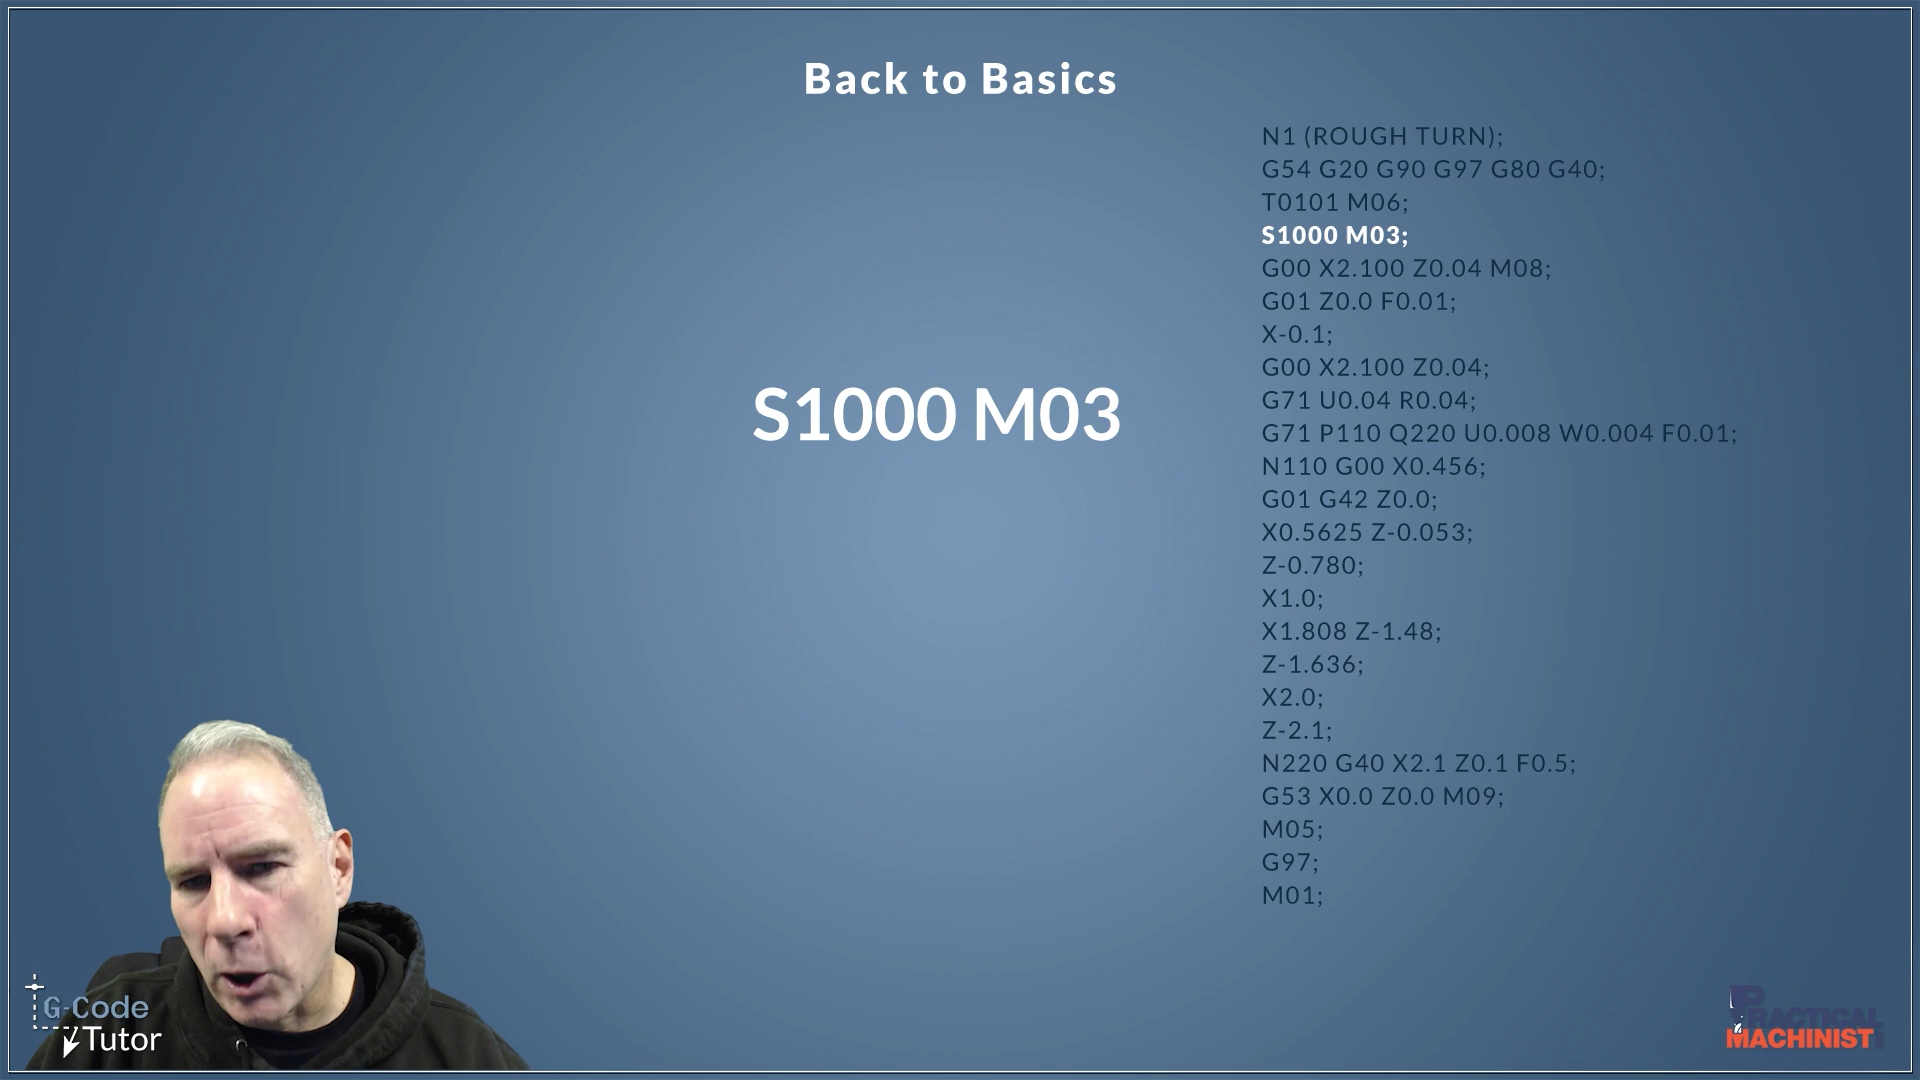 Back to Basics
S1000 M03
N1 (ROUGH TURN);
G54 G20 G90 G97 G80 G40;
T0101 M06;
S1000 M03;
G00 X2.100 Z0.04 M08;
G01 Z0.0 F0.01;
X-0.1;
G00 X2.100 Z0.04;
G71 U0.04 R0.04;
G71 P110 Q220 U0.008 W0.004 F0.01;
N110 G00 X0.456;
G01 G42 Z0.0;
X0.5625 Z-0.053;
Z-0.780;
X1.0;
X1.808 Z-1.48;
Z-1.636;
X2.0;
Z-2.1;
N220 G40 X2.1 Z0.1 F0.5;
G53 X0.0 Z0.0 M09;
M05;
G97;
M01;
G-Code
Tutor
PRACTICAL
MACHINIST